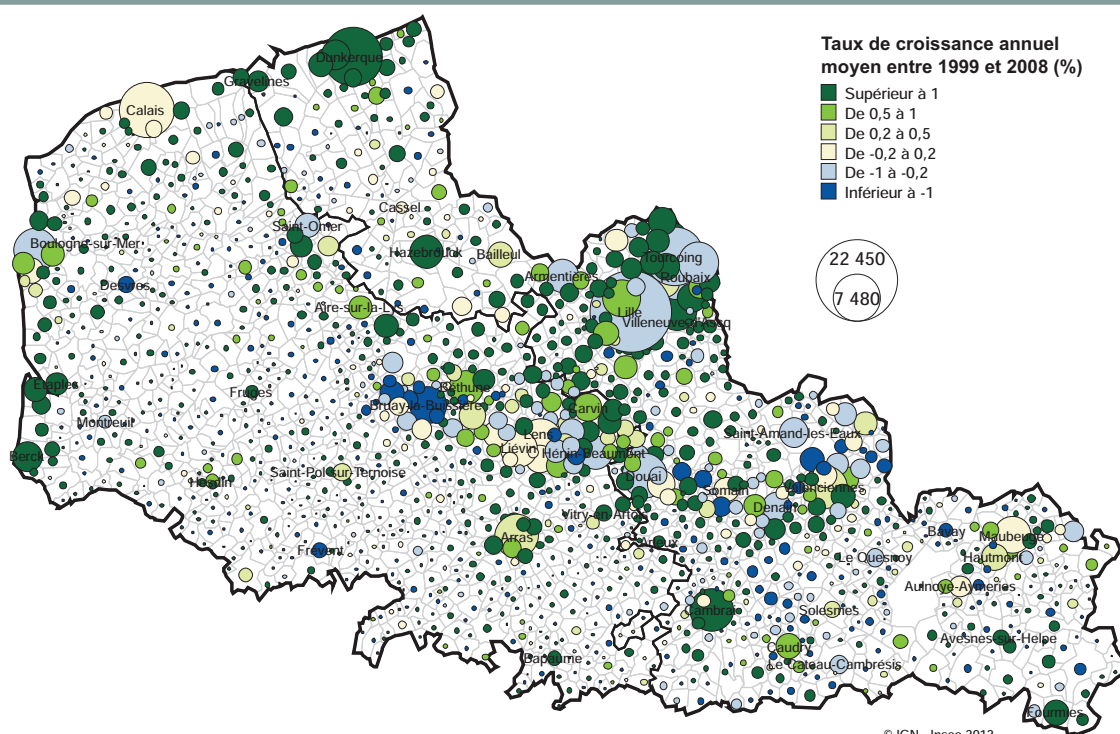 Taux de croissance annuel
moyen entre 1999 et 2008 (%)
Supérieur à 1
De 0,5 à 1
De 0,2 à 0,5
De -0,2 à 0,2
De -1 à -0,2
Inférieur à -1
22 450
7 480
Dunkerque
Gravelines
Calais
Cassel
Saint-Omer
Boulogne-sur-Mer
Hazebrouck
Bailleul
Tourcoing
Armentières
Roubaix
Desvres
Aire-sur-la-Lys
Lille
Villeneuve-d'Ascq
Etaples
Béthune
Fruges
Bruay-la-Buissière
Carvin
Montreuil
Lens
Saint-Amand-les-Eaux
Liévin
Hénin-Beaumont
Berck
Saint-Pol-sur-Ternoise
Douai
Hesdin
Somain
Valenciennes
Denain
Vitry-en-Artois
Bavay
Arras
Maubeuge
Arleux
Frévent
Le Quesnoy
Hautmont
Aulnoye-Aymeries
Cambrai
Solesmes
Avesnes-sur-Helpe
Caudry
Bapaume
Le Cateau-Cambrésis
Fourmies
© IGN - Insee 2012